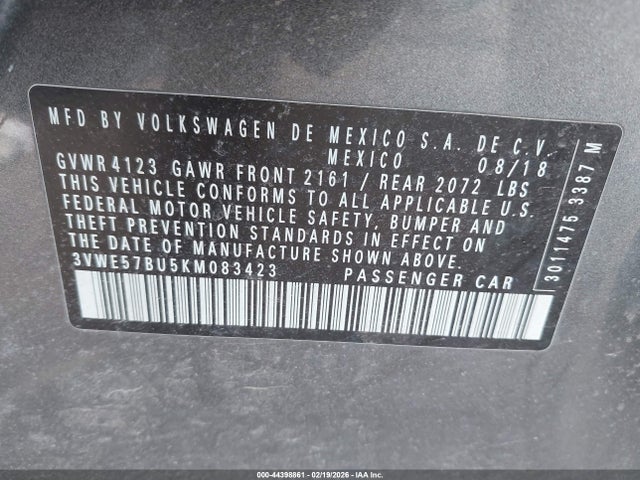 MFD BY VOLKSWAGEN DE MEXICO S.A. DE C.V.
MEXICO 08/18
GVWR 4123 GAWR FRONT 2161 / REAR 2072 LBS
THIS VEHICLE CONFORMS TO ALL APPLICABLE U.S.
FEDERAL MOTOR VEHICLE SAFETY, BUMPER AND
THEFT PREVENTION STANDARDS IN EFFECT ON
THE DATE OF MANUFACTURE SHOWN ABOVE.
3VWE57BU5KM083423 PASSENGER CAR
3011475 3387 M
000-44398861 - 02/19/2026 - IAA Inc.